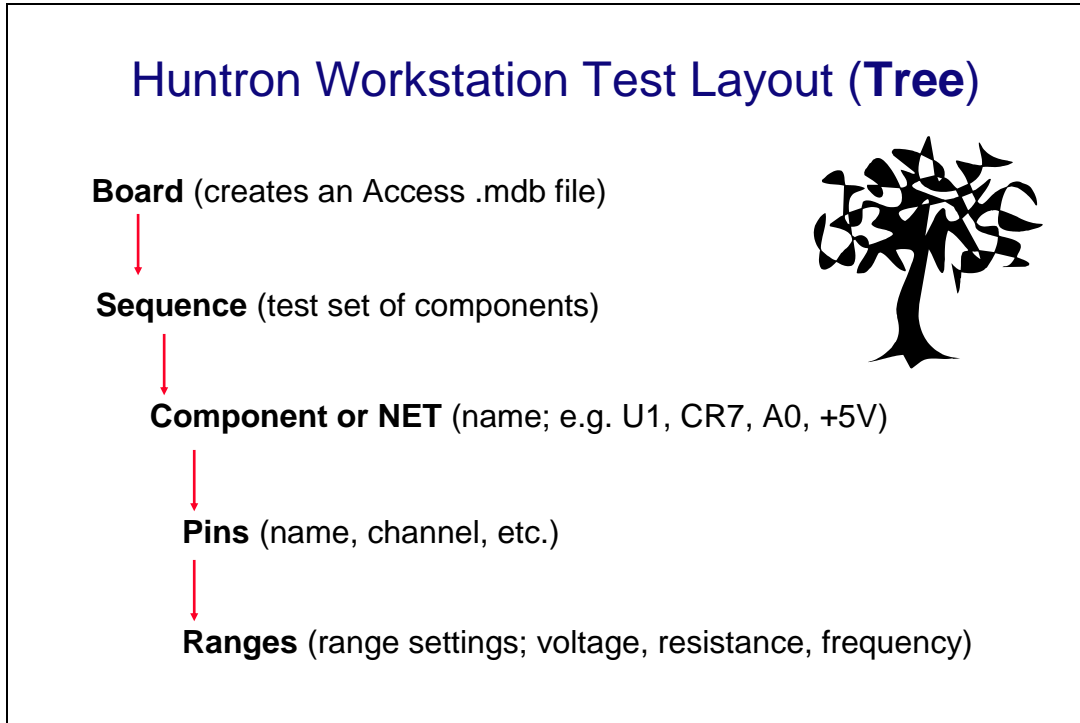 Huntron Workstation Test Layout (Tree)
Board (creates an Access .mdb file)
Sequence (test set of components)
Component or NET (name; e.g. U1, CR7, A0, +5V)
Pins (name, channel, etc.)
Ranges (range settings; voltage, resistance, frequency)